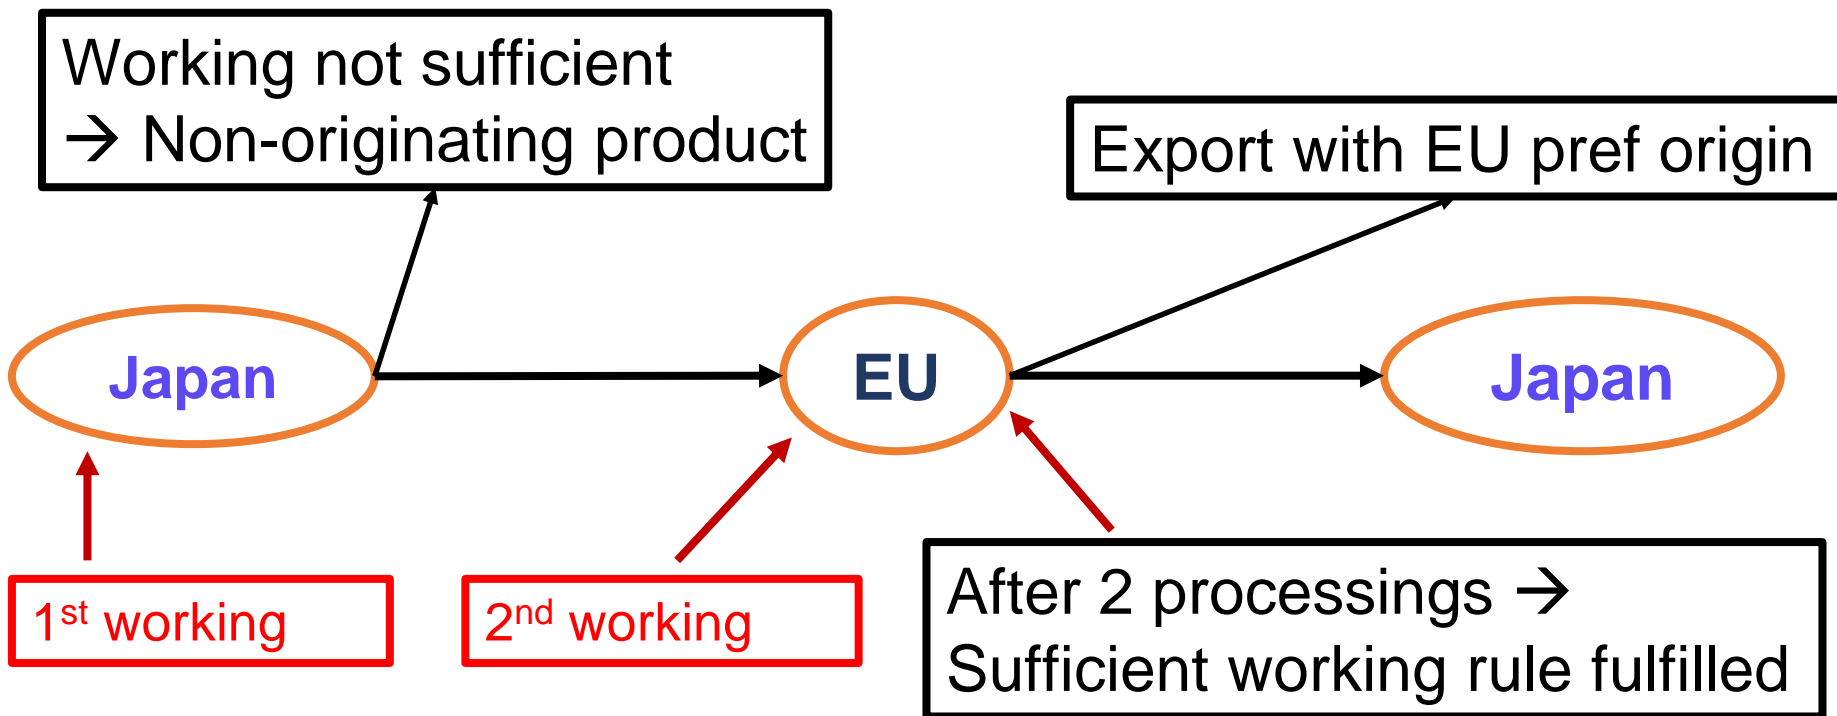 Working not sufficient
→ Non-originating product
Export with EU pref origin
Japan
EU
Japan
1st working
2nd working
After 2 processings →
Sufficient working rule fulfilled